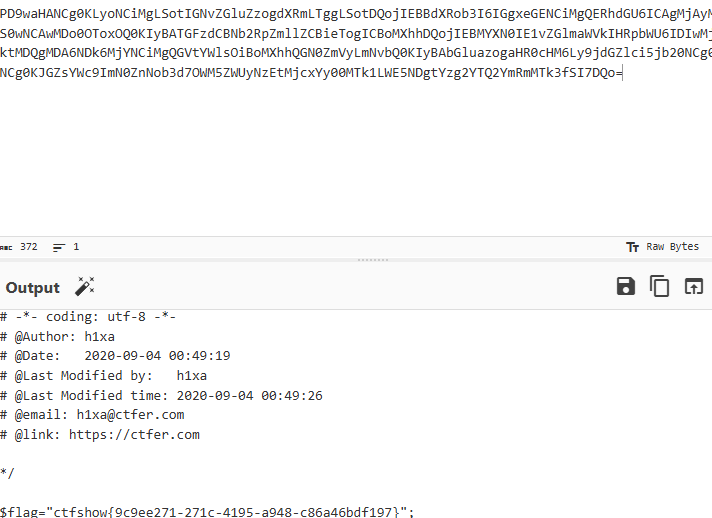 PD9waHANCg0KLyoNCiMgLSotIGNvZGluZzogdXRmLTggLSotDQojIEBBdXRob3I6IGgxeGENCiMgQERhdGU6ICAgMjAyM
S0wNCAwMDo0OToxOQ0KIyBATGFzdCBNb2RpZmllZCBieTogICBoMXhhDQojIEBMYXN0IE1vZGlmaWVkIHRpbWU6IDIwMj
ktMDQgMDA6NDk6MjYNCiMgQGVtYWlsOiBoMXhhQGN0ZmVyLmNvbQ0KIyBAbGluazogaHR0cHM6Ly9jdGZlci5jb20NCg0
NCg0KJGZsYWc9ImN0ZnNob3d7OWM5ZWUyNzEtMjcxYy00MTk1LWE5NDgtYzg2YTQ2YmRmMTk3fSI7DQo=
ABC 372 1 Raw Bytes
Output
# -*- coding: utf-8 -*-
# @Author: h1xa
# @Date:   2020-09-04 00:49:19
# @Last Modified by:   h1xa
# @Last Modified time: 2020-09-04 00:49:26
# @email: h1xa@ctfer.com
# @link: https://ctfer.com
*/
$flag="ctfshow{9c9ee271-271c-4195-a948-c86a46bdf197}";